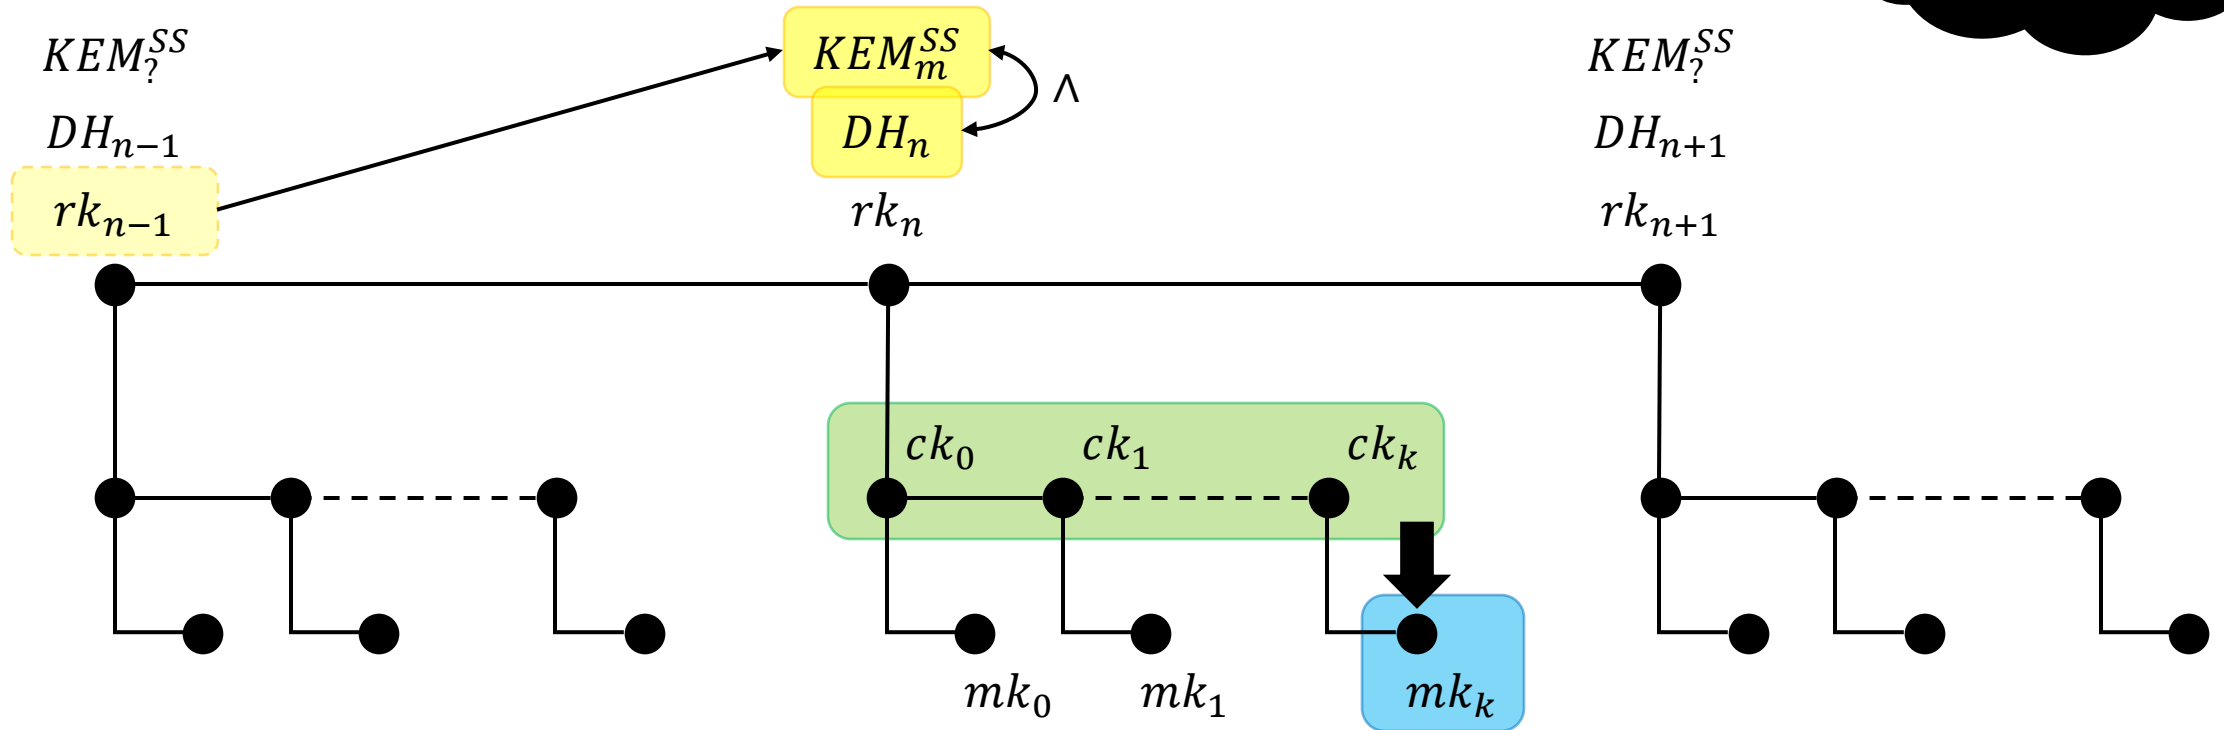 KEM_?^{SS} KEM_m^{SS} KEM_?^{SS}
∧
DH_{n−1} DH_n DH_{n+1}
rk_{n−1} rk_n rk_{n+1}
ck_0 ck_1 ck_k
mk_0 mk_1 mk_k